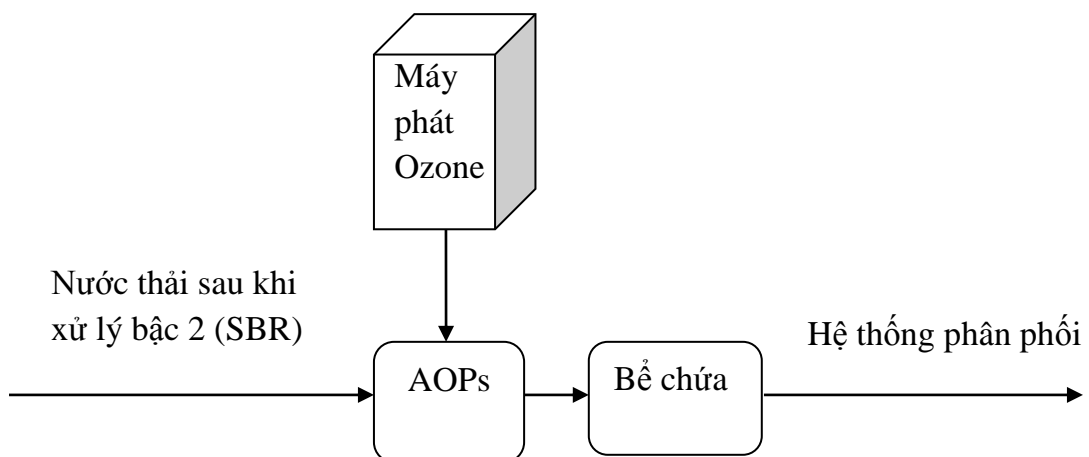 Máy
phát
Ozone
Nước thải sau khi
xử lý bậc 2 (SBR)
Hệ thống phân phối
AOPs
Bể chứa